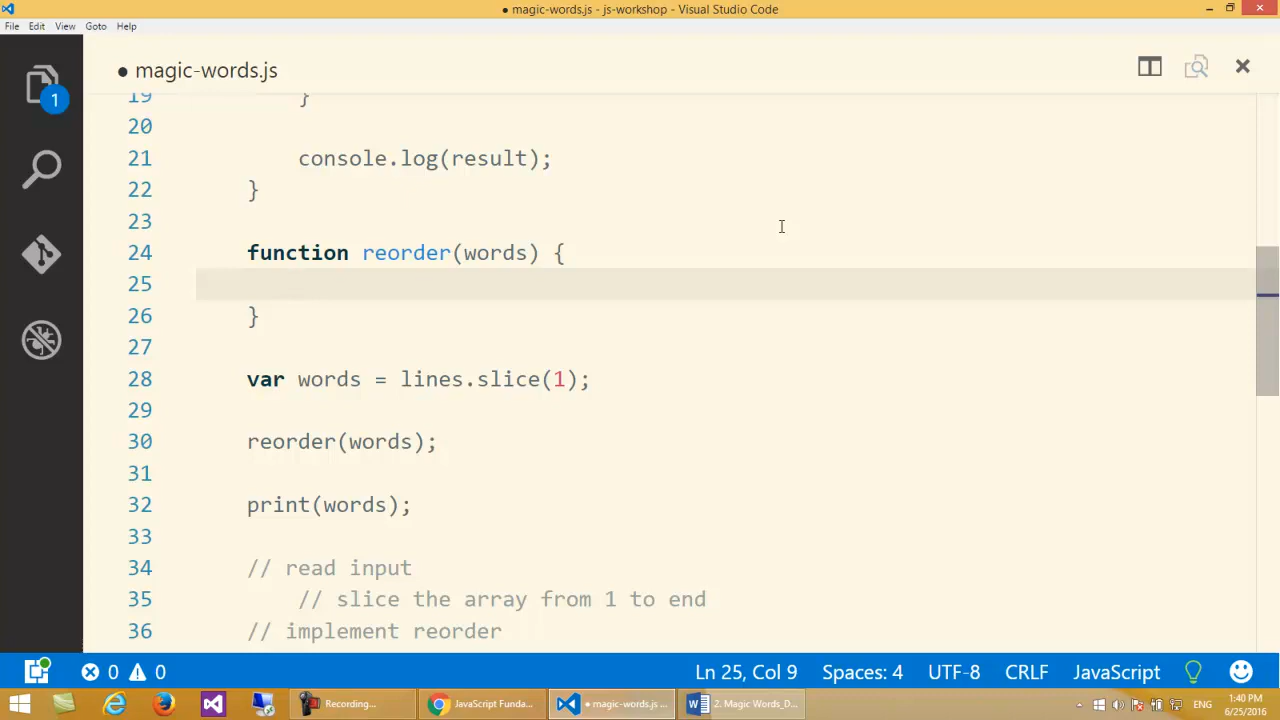 ● magic-words.js - js-workshop - Visual Studio Code
File Edit View Goto Help
1
● magic-words.js
19 }
20
21 console.log(result);
22 }
23
24 function reorder(words) {
25
26 }
27
28 var words = lines.slice(1);
29
30 reorder(words);
31
32 print(words);
33
34 // read input
35 // slice the array from 1 to end
36 // implement reorder
0 0 Ln 25, Col 9 Spaces: 4 UTF-8 CRLF JavaScript
Recording... JavaScript Funda... ● magic-words.js ... 2. Magic Words_D... ENG 1:40 PM
6/25/2016